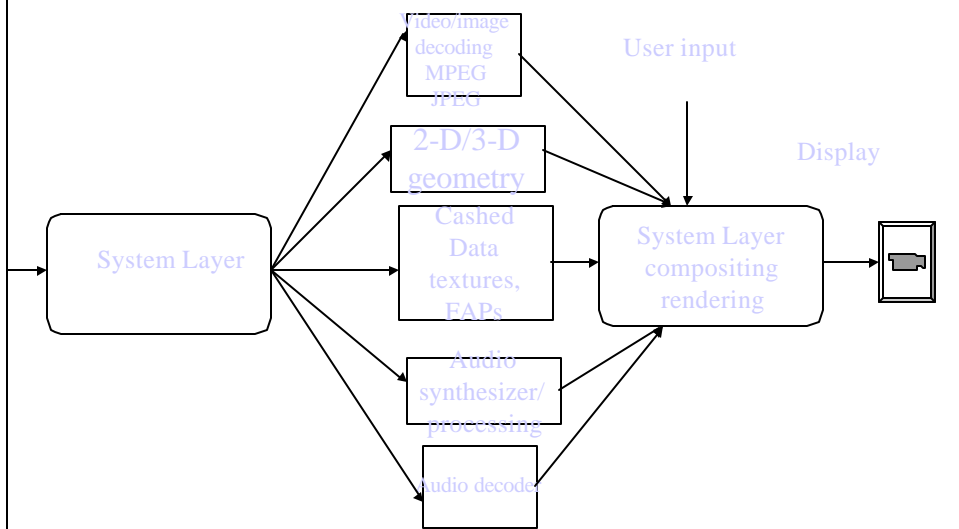 Video/image
decoding
MPEG
JPEG
User input
2-D/3-D
geometry
Display
System Layer
Cashed
Data
textures,
FAPs
System Layer
compositing
rendering
Audio
synthesizer/
processing
Audio decoder